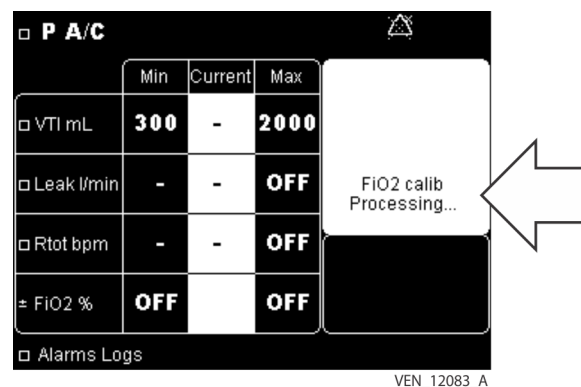 □ P A/C
Min Current Max
□ VTI mL 300 - 2000
□ Leak l/min - - OFF
FiO2 calib
Processing...
□ Rtot bpm - - OFF
± FiO2 % OFF OFF
□ Alarms Logs
VEN 12083 A